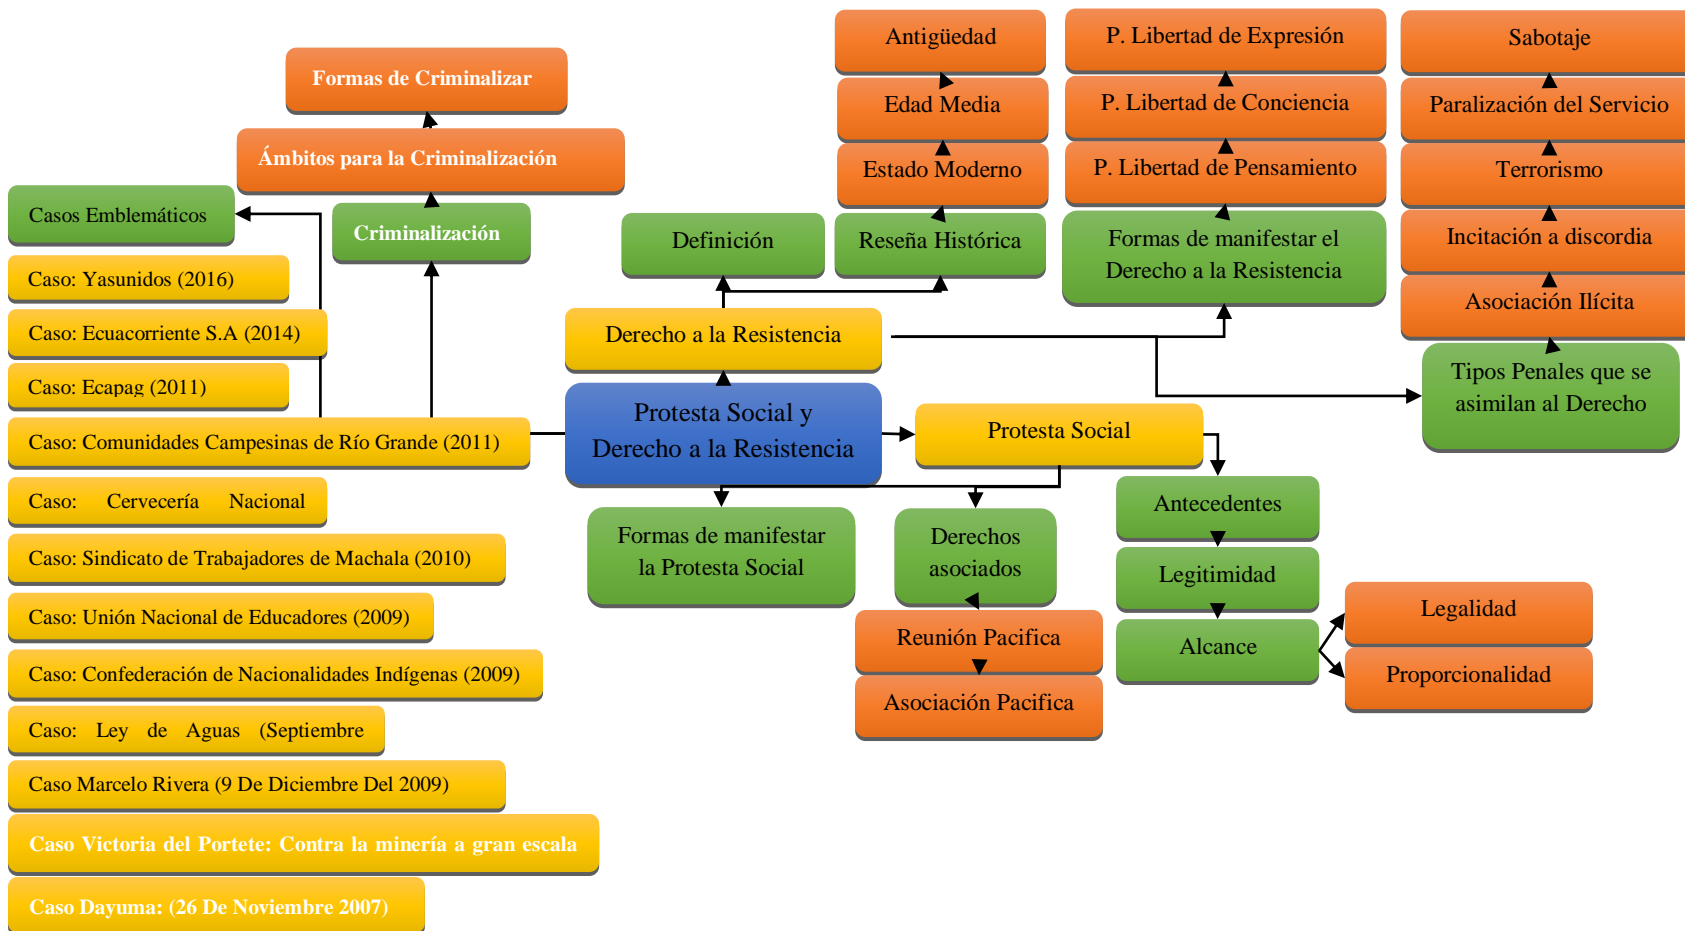 Antigüedad
P. Libertad de Expresión
Sabotaje
Formas de Criminalizar
Edad Media
P. Libertad de Conciencia
Paralización del Servicio
Ámbitos para la Criminalización
Estado Moderno
P. Libertad de Pensamiento
Terrorismo
Casos Emblemáticos
Criminalización
Definición
Reseña Histórica
Formas de manifestar el
Derecho a la Resistencia
Incitación a discordia
Caso: Yasunidos (2016)
Asociación Ilícita
Caso: Ecuacorriente S.A (2014)
Derecho a la Resistencia
Tipos Penales que se
asimilan al Derecho
Caso: Ecapag (2011)
Protesta Social y
Derecho a la Resistencia
Protesta Social
Caso: Comunidades Campesinas de Río Grande (2011)
Caso: Cervecería Nacional
Formas de manifestar
la Protesta Social
Derechos
asociados
Antecedentes
Caso: Sindicato de Trabajadores de Machala (2010)
Legitimidad
Caso: Unión Nacional de Educadores (2009)
Reunión Pacifica
Alcance
Legalidad
Caso: Confederación de Nacionalidades Indígenas (2009)
Asociación Pacifica
Proporcionalidad
Caso: Ley de Aguas (Septiembre
Caso Marcelo Rivera (9 De Diciembre Del 2009)
Caso Victoria del Portete: Contra la minería a gran escala
Caso Dayuma: (26 De Noviembre 2007)